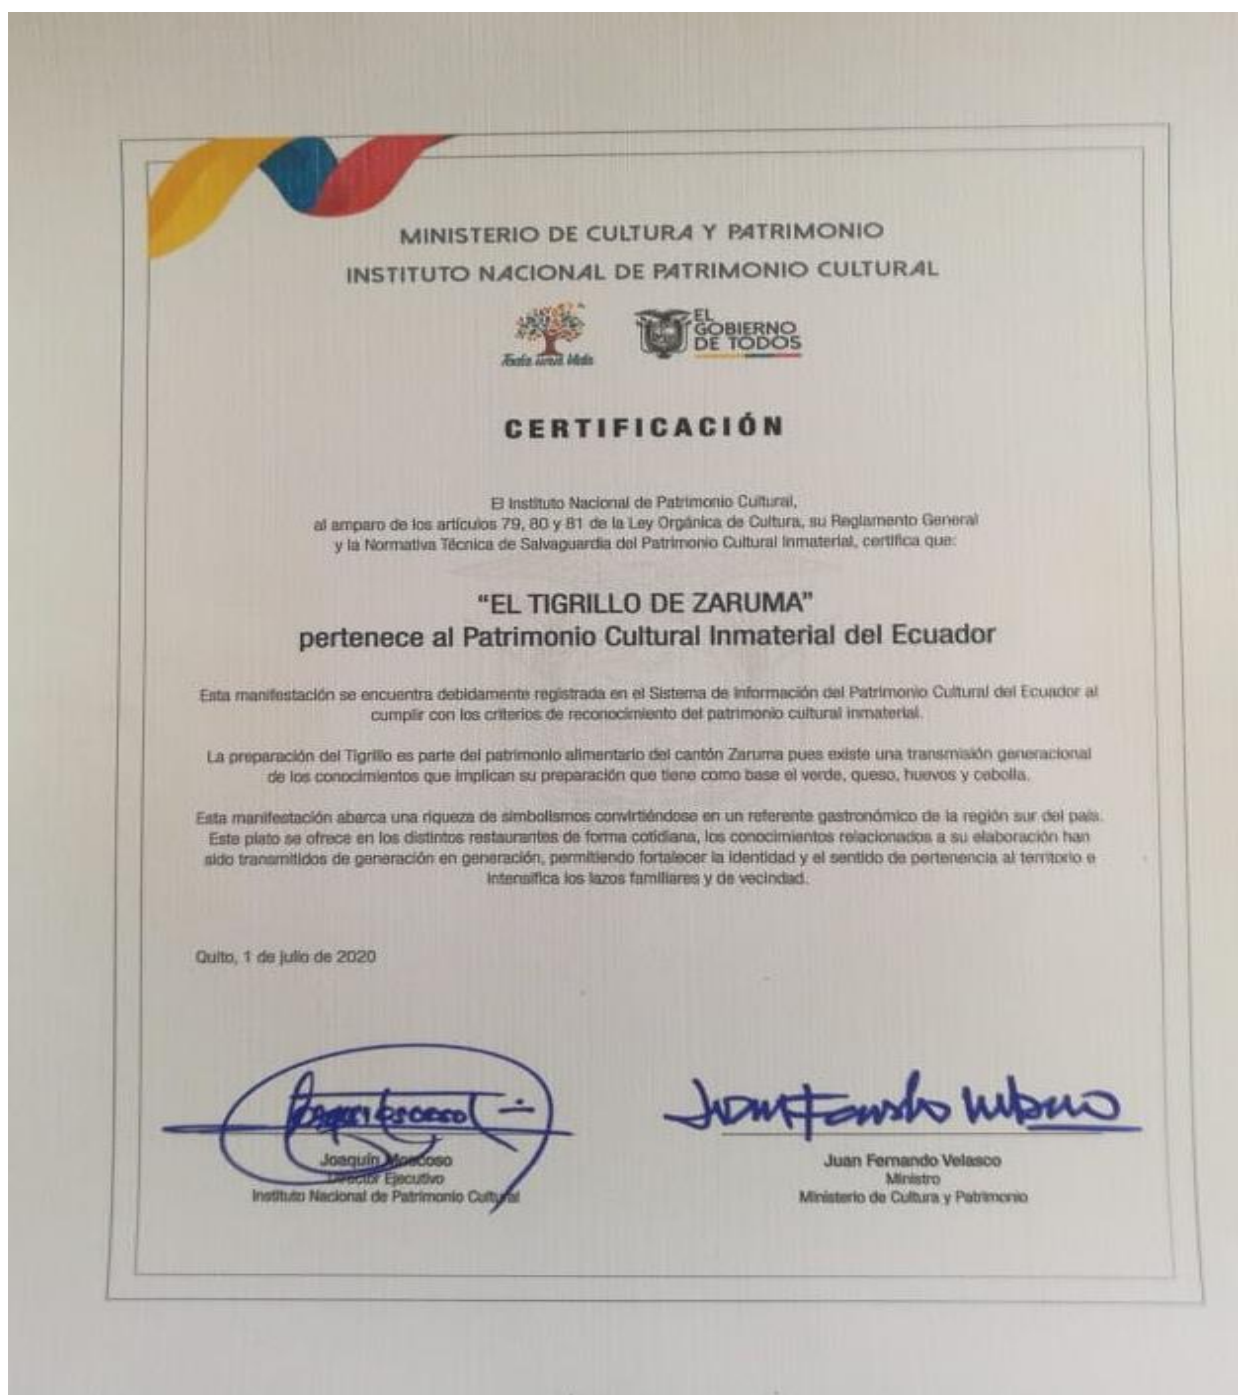 MINISTERIO DE CULTURA Y PATRIMONIO
INSTITUTO NACIONAL DE PATRIMONIO CULTURAL
Toda una Vida
EL
GOBIERNO
DE TODOS
CERTIFICACIÓN
El Instituto Nacional de Patrimonio Cultural,
al amparo de los artículos 79, 80 y 81 de la Ley Orgánica de Cultura, su Reglamento General
y la Normativa Técnica de Salvaguardia del Patrimonio Cultural Inmaterial, certifica que:
“EL TIGRILLO DE ZARUMA”
pertenece al Patrimonio Cultural Inmaterial del Ecuador
Esta manifestación se encuentra debidamente registrada en el Sistema de Información del Patrimonio Cultural del Ecuador al
cumplir con los criterios de reconocimiento del patrimonio cultural inmaterial.
La preparación del Tigrillo es parte del patrimonio alimentario del cantón Zaruma pues existe una transmisión generacional
de los conocimientos que implican su preparación que tiene como base el verde, queso, huevos y cebolla.
Esta manifestación abarca una riqueza de simbolismos convirtiéndose en un referente gastronómico de la región sur del país.
Este plato se ofrece en los distintos restaurantes de forma cotidiana, los conocimientos relacionados a su elaboración han
sido transmitidos de generación en generación, permitiendo fortalecer la identidad y el sentido de pertenencia al territorio e
intensifica los lazos familiares y de vecindad.
Quito, 1 de julio de 2020
Joaquín Moscoso
Director Ejecutivo
Instituto Nacional de Patrimonio Cultural
Juan Fernando Velasco
Ministro
Ministerio de Cultura y Patrimonio